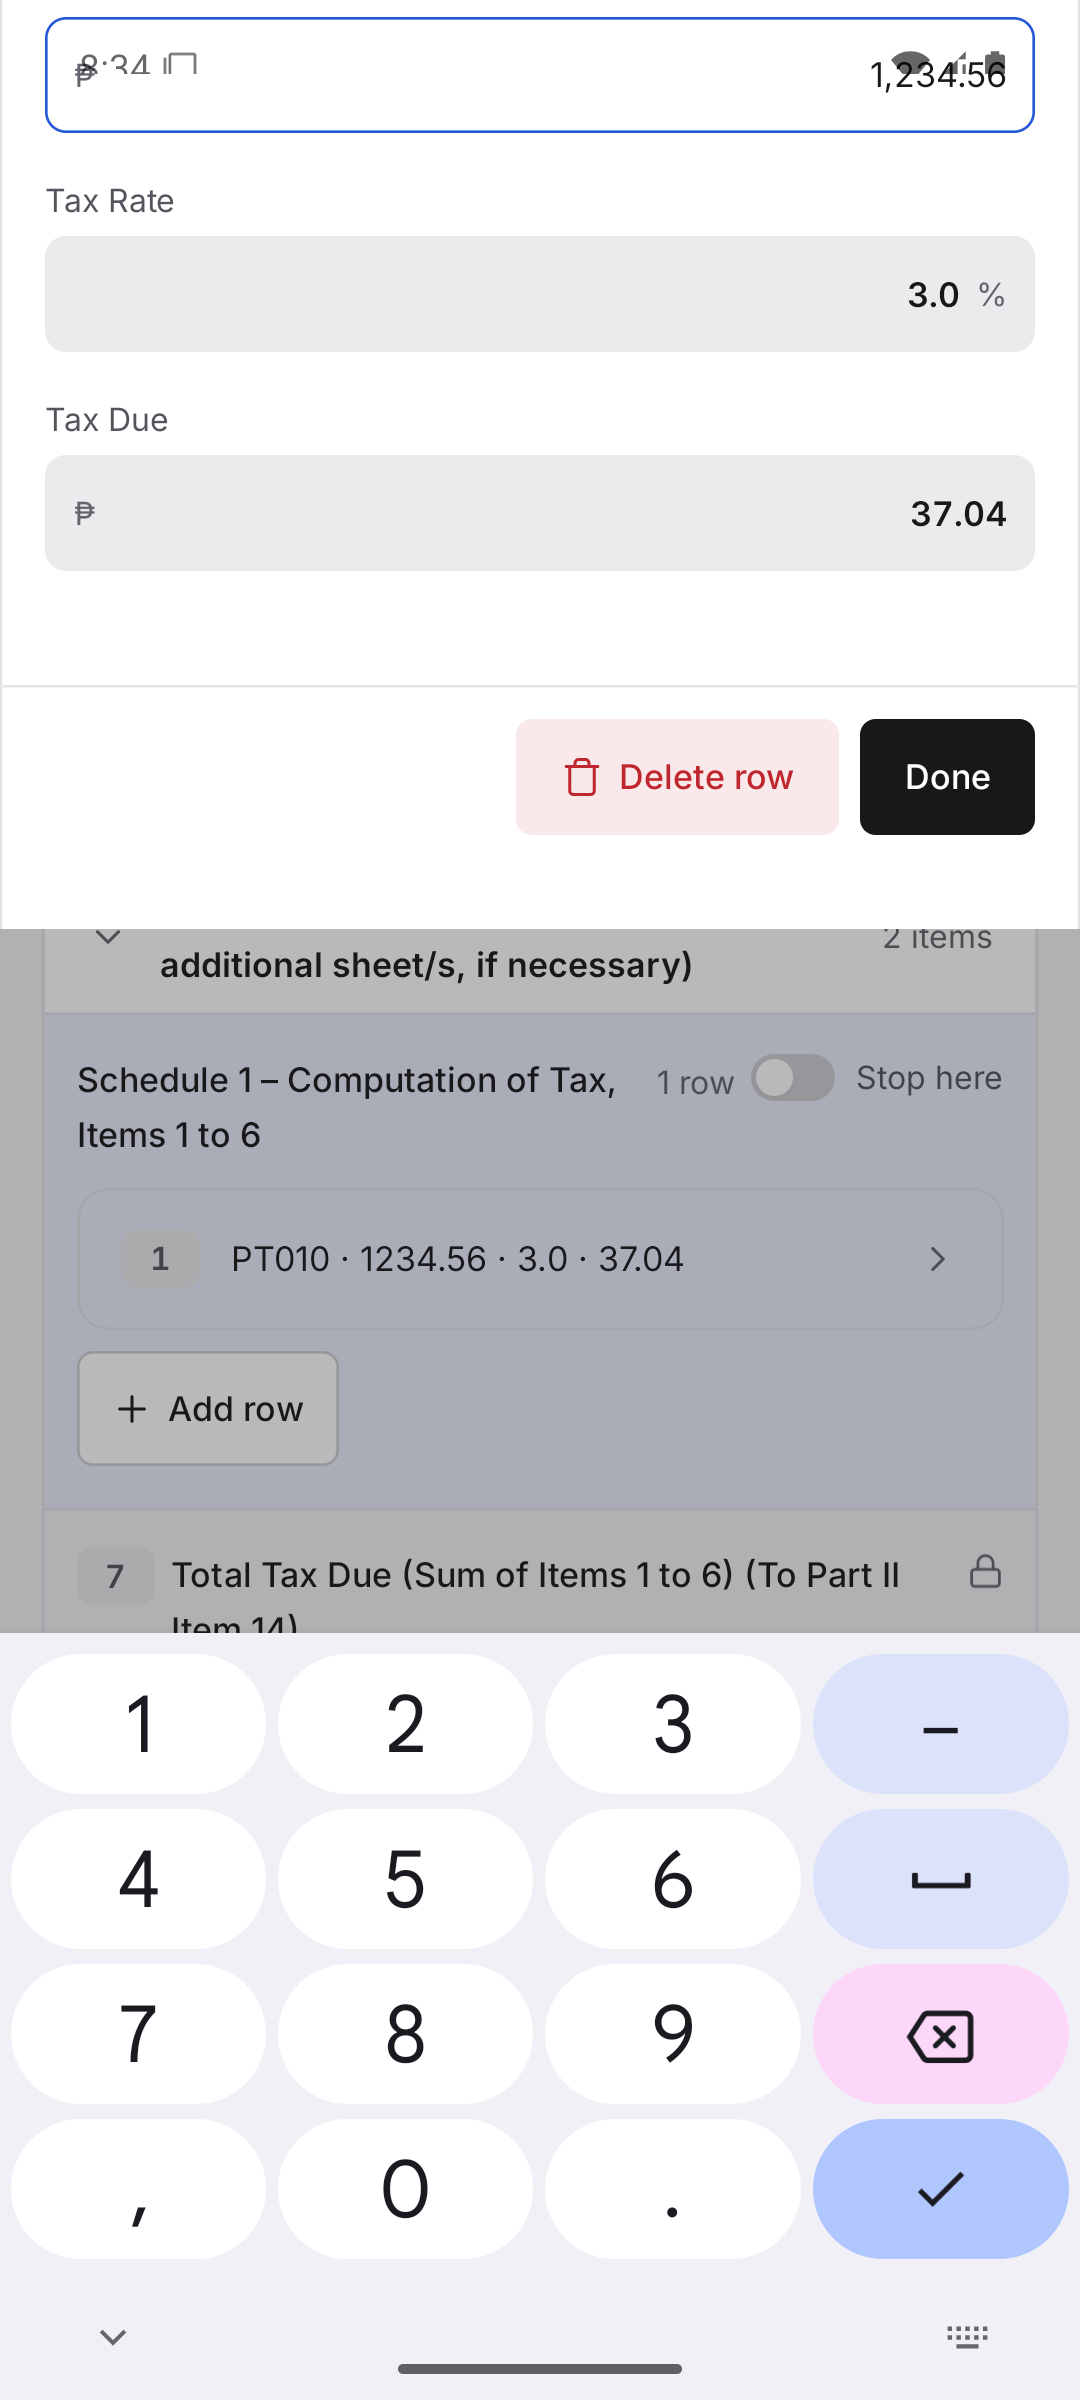 8:34
₱ 1,234.56
Tax Rate
3.0 %
Tax Due
₱ 37.04
Delete row Done
additional sheet/s, if necessary) 2 items
Schedule 1 – Computation of Tax, 1 row Stop here
Items 1 to 6
1 PT010 · 1234.56 · 3.0 · 37.04
+ Add row
7 Total Tax Due (Sum of Items 1 to 6) (To Part II
Item 14)
1 2 3 –
4 5 6
7 8 9
, 0 .